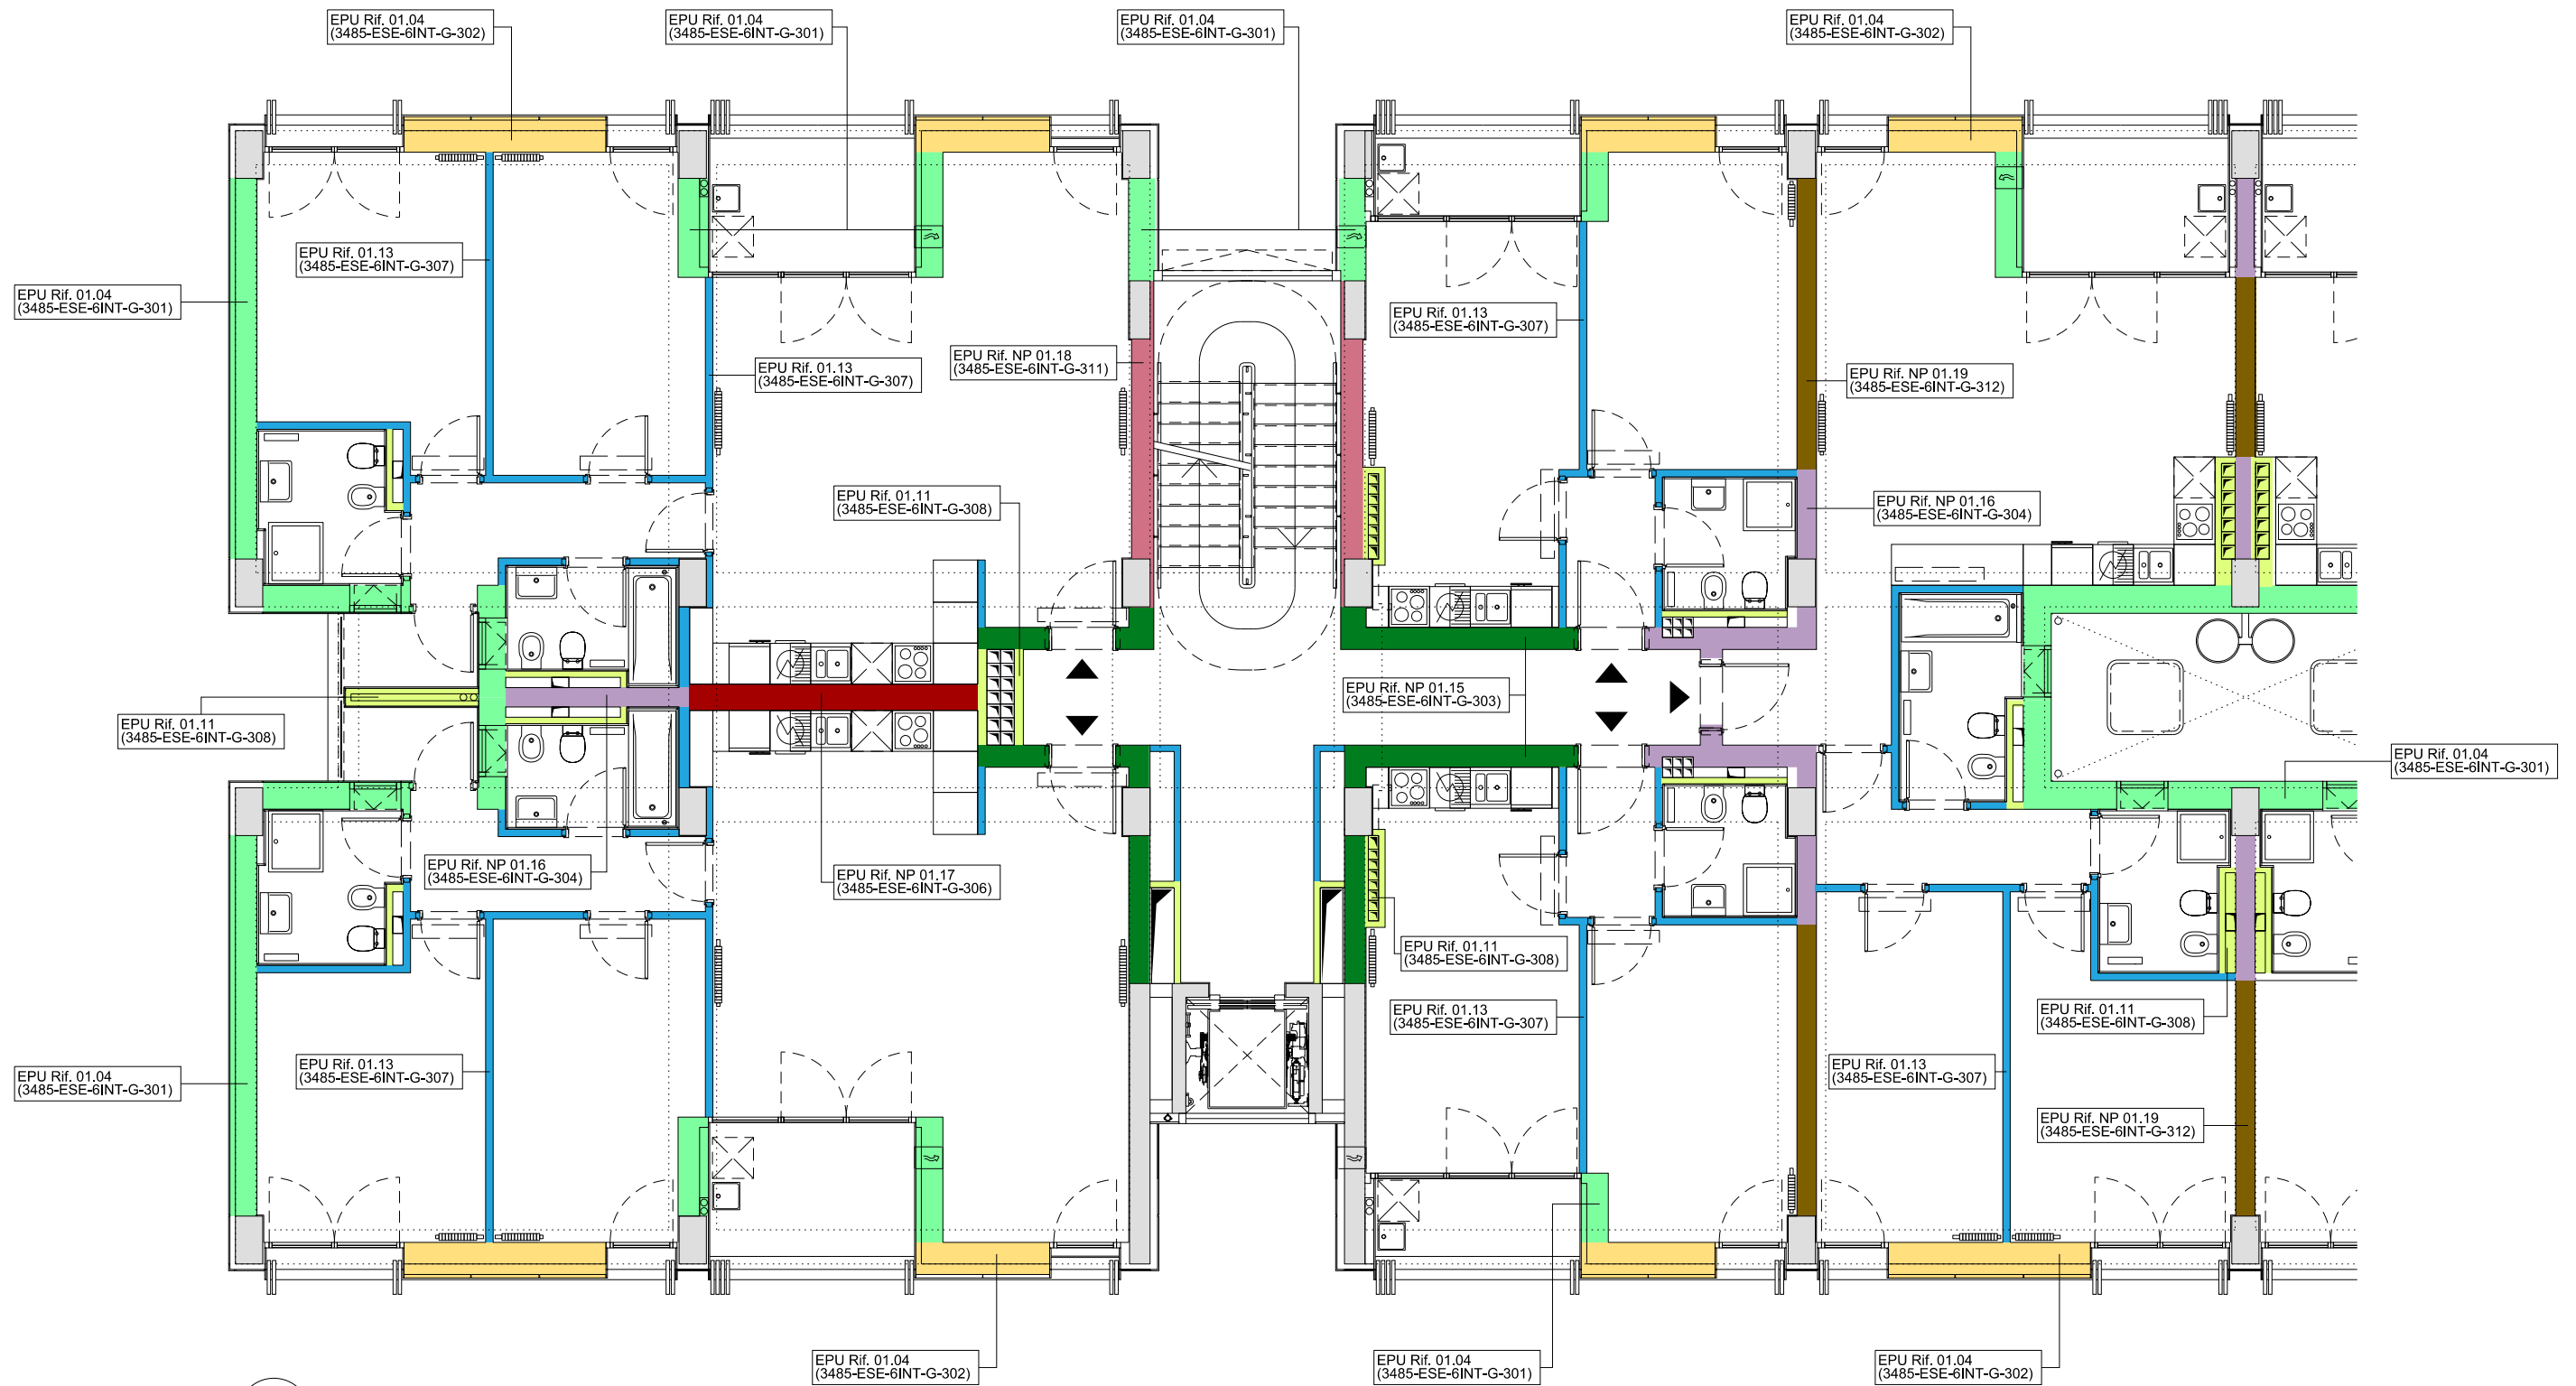 EPU Rif. 01.04
(3485-ESE-6INT-G-302)
EPU Rif. 01.04
(3485-ESE-6INT-G-301)
EPU Rif. 01.04
(3485-ESE-6INT-G-301)
EPU Rif. 01.04
(3485-ESE-6INT-G-302)
EPU Rif. 01.13
(3485-ESE-6INT-G-307)
EPU Rif. 01.04
(3485-ESE-6INT-G-301)
EPU Rif. 01.13
(3485-ESE-6INT-G-307)
EPU Rif. 01.13
(3485-ESE-6INT-G-307)
EPU Rif. NP 01.18
(3485-ESE-6INT-G-311)
EPU Rif. NP 01.19
(3485-ESE-6INT-G-312)
EPU Rif. 01.11
(3485-ESE-6INT-G-308)
EPU Rif. NP 01.16
(3485-ESE-6INT-G-304)
EPU Rif. NP 01.15
(3485-ESE-6INT-G-303)
EPU Rif. 01.11
(3485-ESE-6INT-G-308)
EPU Rif. 01.04
(3485-ESE-6INT-G-301)
EPU Rif. NP 01.16
(3485-ESE-6INT-G-304)
EPU Rif. NP 01.17
(3485-ESE-6INT-G-306)
EPU Rif. 01.11
(3485-ESE-6INT-G-308)
EPU Rif. 01.13
(3485-ESE-6INT-G-307)
EPU Rif. 01.11
(3485-ESE-6INT-G-308)
EPU Rif. 01.04
(3485-ESE-6INT-G-301)
EPU Rif. 01.13
(3485-ESE-6INT-G-307)
EPU Rif. 01.13
(3485-ESE-6INT-G-307)
EPU Rif. NP 01.19
(3485-ESE-6INT-G-312)
EPU Rif. 01.04
(3485-ESE-6INT-G-302)
EPU Rif. 01.04
(3485-ESE-6INT-G-301)
EPU Rif. 01.04
(3485-ESE-6INT-G-302)